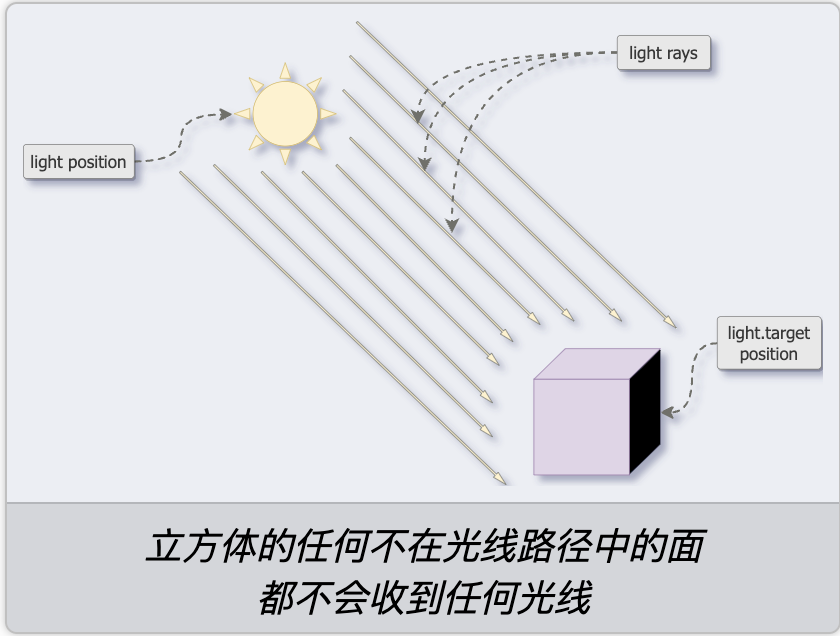 light rays
light position
light.target
position
立方体的任何不在光线路径中的面
都不会收到任何光线